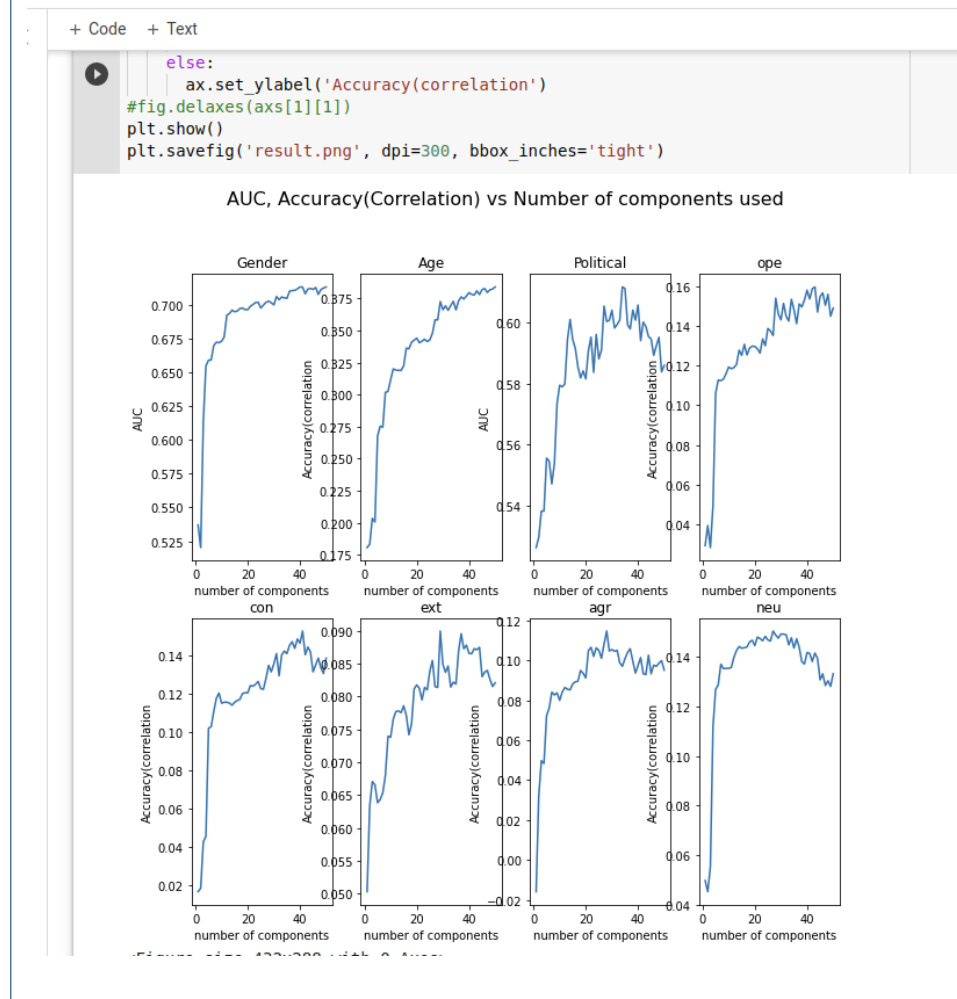 + Code + Text
else:
ax.set_ylabel('Accuracy(correlation')
#fig.delaxes(axs[1][1])
plt.show()
plt.savefig('result.png', dpi=300, bbox_inches='tight')
AUC, Accuracy(Correlation) vs Number of components used
Gender
AUC
0.700
0.675
0.650
0.625
0.600
0.575
0.550
0.525
0 20 40
number of components
Age
Accuracy(correlation
0.375
0.350
0.325
0.300
0.275
0.250
0.225
0.200
0.175
0 20 40
number of components
Political
AUC
0.60
0.58
0.56
0.54
0 20 40
number of components
ope
Accuracy(correlation
0.16
0.14
0.12
0.10
0.08
0.06
0.04
0 20 40
number of components
con
Accuracy(correlation
0.14
0.12
0.10
0.08
0.06
0.04
0.02
0 20 40
number of components
ext
Accuracy(correlation
0.090
0.085
0.080
0.075
0.070
0.065
0.060
0.055
0.050
0 20 40
number of components
agr
Accuracy(correlation
0.12
0.10
0.08
0.06
0.04
0.02
0.00
−0.02
0 20 40
number of components
neu
Accuracy(correlation
0.14
0.12
0.10
0.08
0.06
0.04
0 20 40
number of components